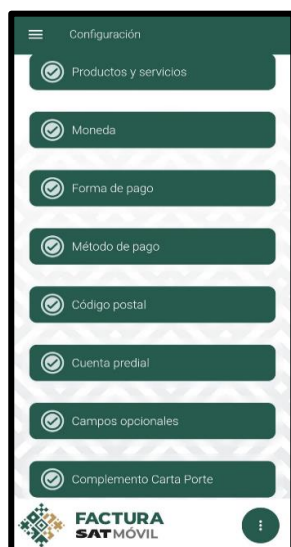 Configuración
Productos y servicios
Moneda
Forma de pago
Método de pago
Código postal
Cuenta predial
Campos opcionales
Complemento Carta Porte
FACTURA
SATMÓVIL